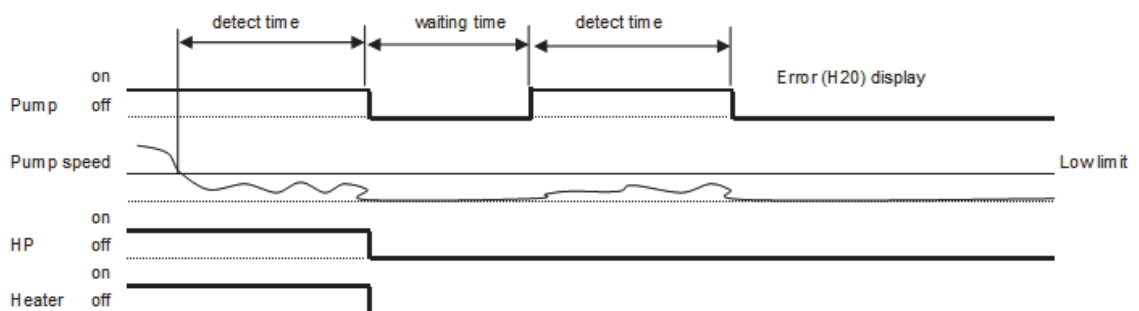 detect time waiting time detect time
on Error (H20) display
Pump off
Pump speed Low limit
on
HP off
on
Heater off